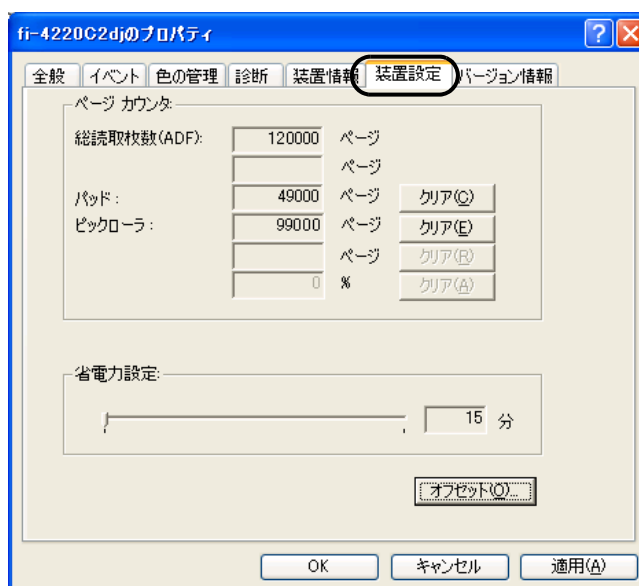 fi-4220C2djのプロパティ
全般 イベント 色の管理 診断 装置情報 装置設定 バージョン情報
ページ カウンタ:
総読取枚数(ADF): 120000 ページ
ページ
パッド: 49000 ページ クリア(C)
ピックローラ: 99000 ページ クリア(E)
ページ クリア(R)
0 % クリア(A)
省電力設定:
15 分
オフセット(O)...
OK キャンセル 適用(A)